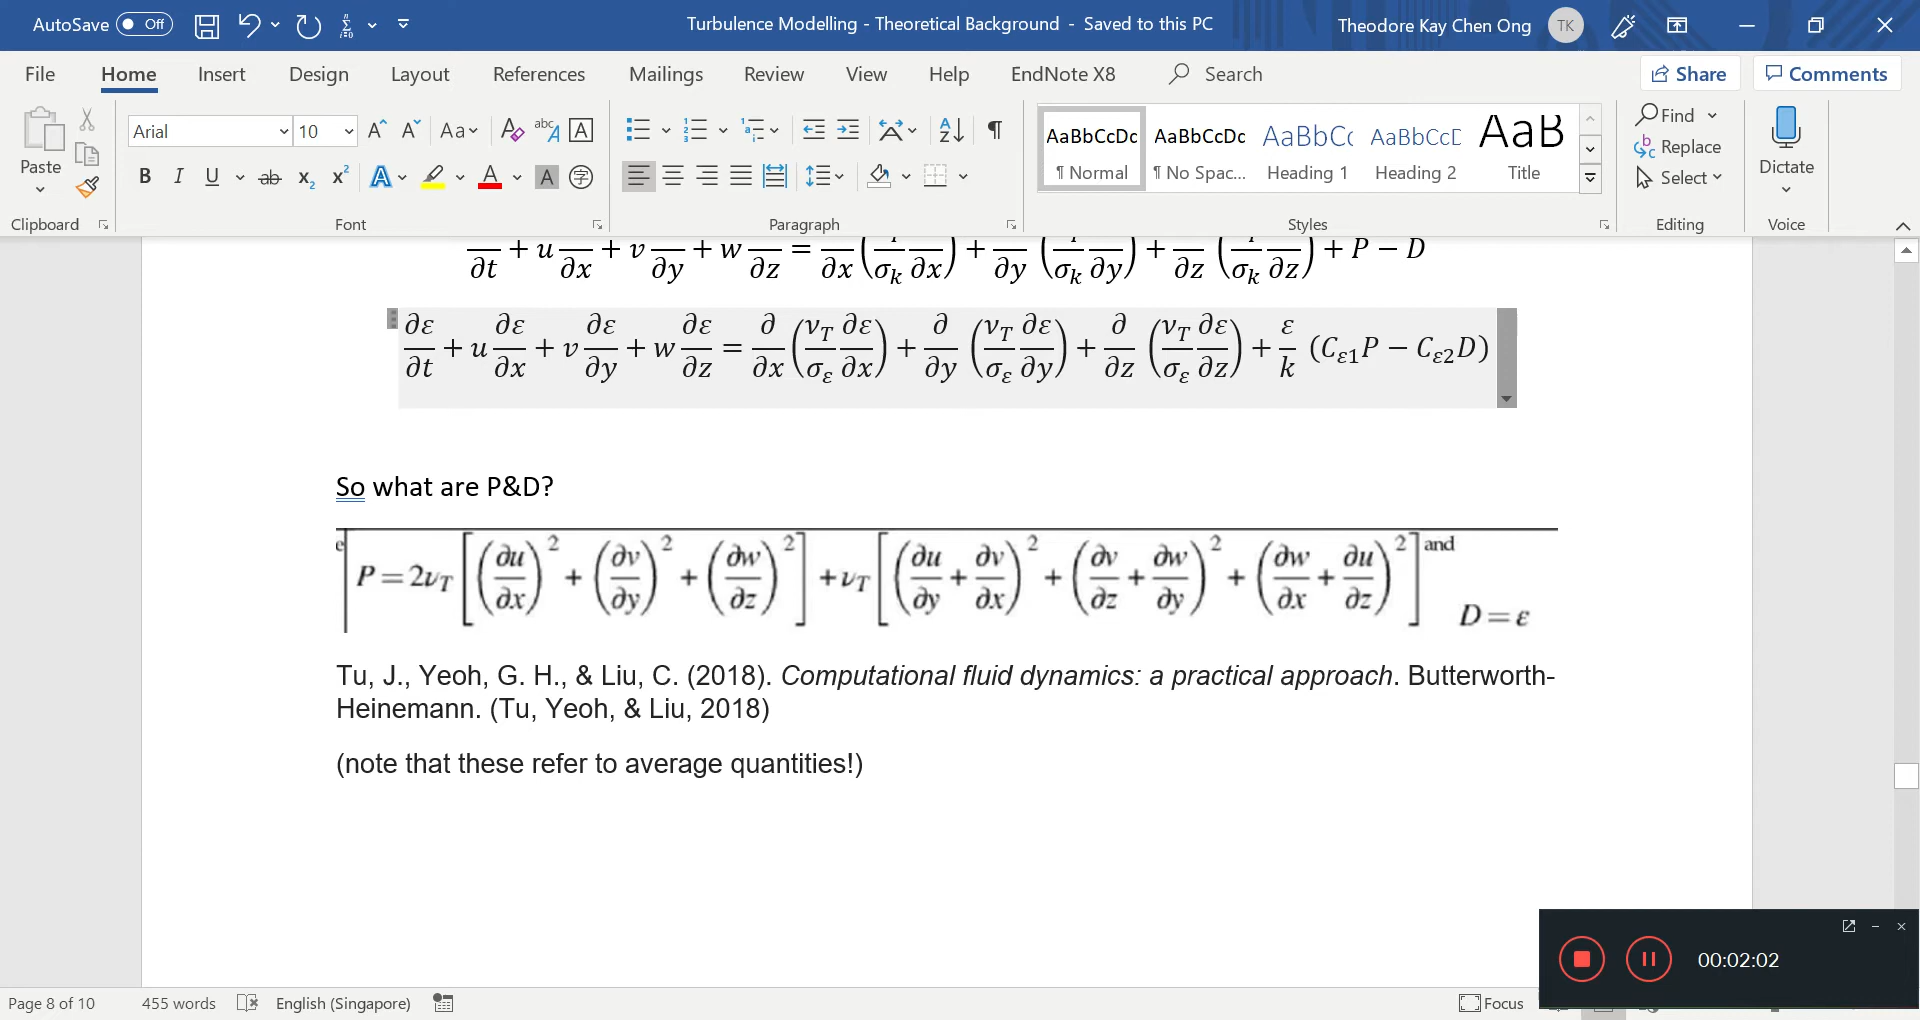 AutoSave Off
Turbulence Modelling - Theoretical Background - Saved to this PC
Theodore Kay Chen Ong TK
File Home Insert Design Layout References Mailings Review View Help EndNote X8 Search Share Comments
Paste
Clipboard
Arial 10
Font
Paragraph
AaBbCcDc ¶ Normal
AaBbCcDc ¶ No Spac...
AaBbCc Heading 1
AaBbCcD Heading 2
AaB Title
Styles
Find
Replace
Select
Editing
Dictate
Voice
∂t + u ∂x + v ∂y + w ∂z = ∂x (σ_k ∂x) + ∂y (σ_k ∂y) + ∂z (σ_k ∂z) + P − D
∂ε/∂t + u ∂ε/∂x + v ∂ε/∂y + w ∂ε/∂z = ∂/∂x (ν_T/σ_ε ∂ε/∂x) + ∂/∂y (ν_T/σ_ε ∂ε/∂y) + ∂/∂z (ν_T/σ_ε ∂ε/∂z) + ε/k (C_ε1 P − C_ε2 D)
So what are P&D?
P = 2ν_T [(∂u/∂x)^2 + (∂v/∂y)^2 + (∂w/∂z)^2] + ν_T [(∂u/∂y + ∂v/∂x)^2 + (∂v/∂z + ∂w/∂y)^2 + (∂w/∂x + ∂u/∂z)^2] and D = ε
Tu, J., Yeoh, G. H., & Liu, C. (2018). Computational fluid dynamics: a practical approach. Butterworth-
Heinemann. (Tu, Yeoh, & Liu, 2018)
(note that these refer to average quantities!)
00:02:02
Page 8 of 10 455 words English (Singapore) Focus